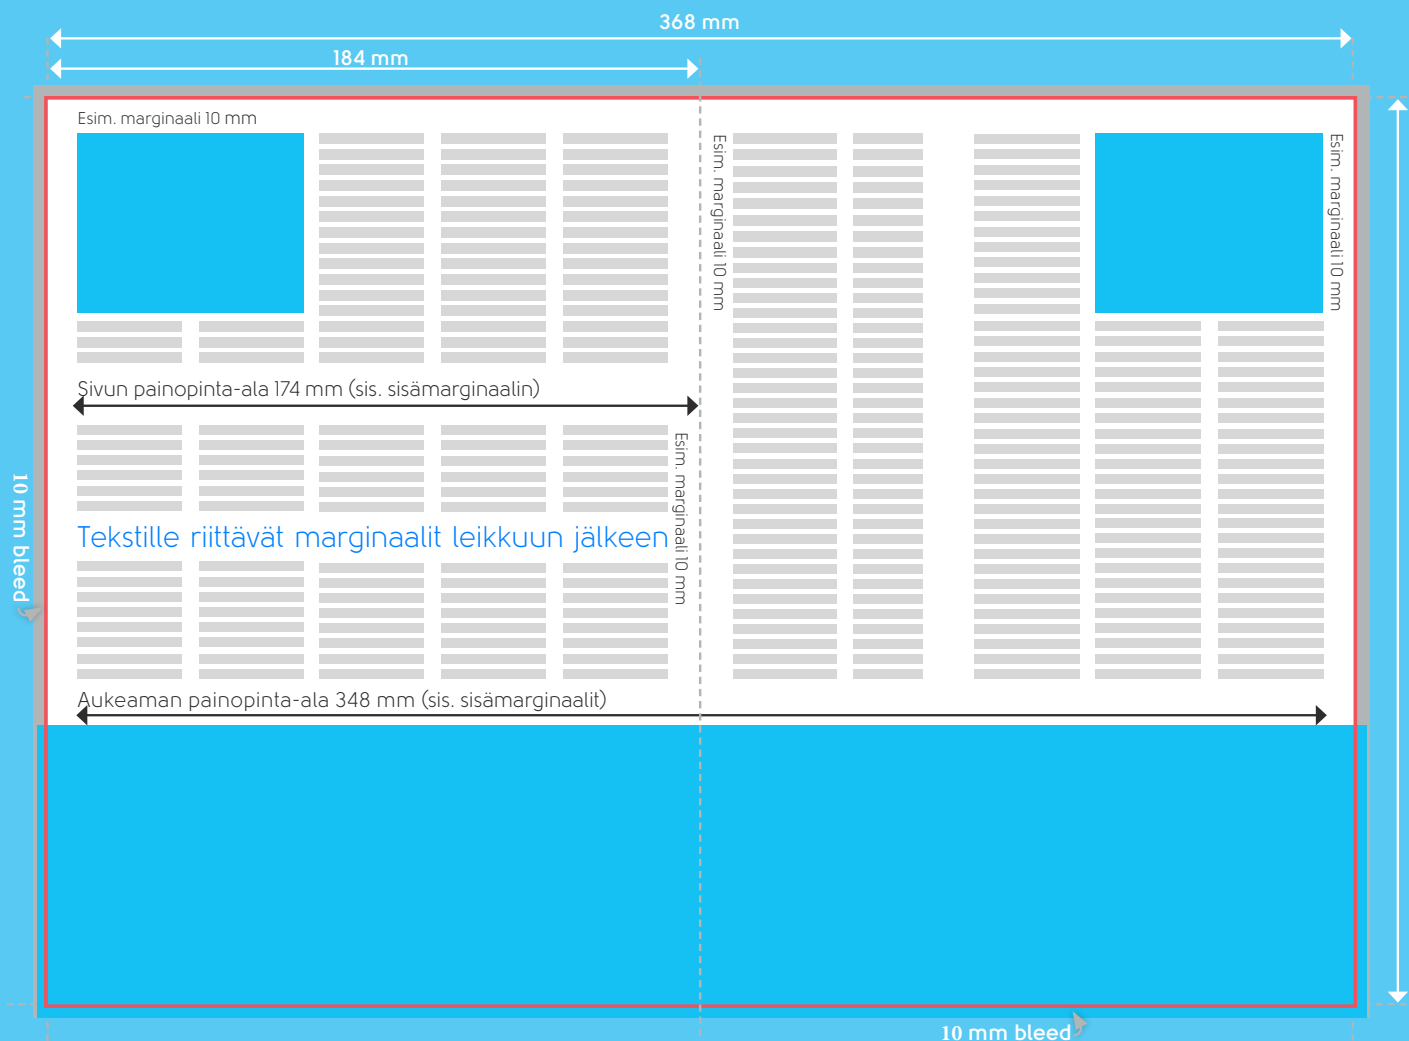 368 mm
184 mm
Esim. marginaali 10 mm
Esim. marginaali 10 mm
Esim. marginaali 10 mm
Sivun painopinta-ala 174 mm (sis. sisämarginaalin)
Esim. marginaali 10 mm
10 mm bleed
Tekstille riittävät marginaalit leikkuun jälkeen
Aukeaman painopinta-ala 348 mm (sis. sisämarginaalit)
10 mm bleed